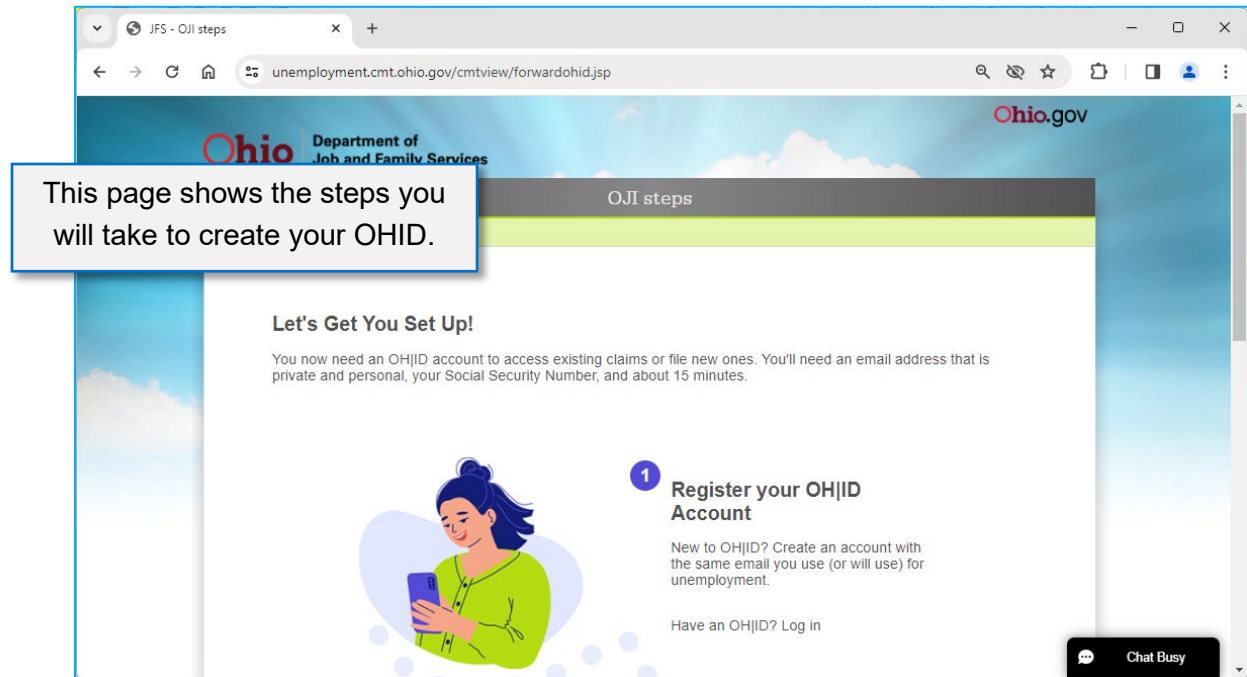 JFS - OJI steps
unemployment.cmt.ohio.gov/cmtview/forwardohid.jsp
Ohio.gov
Ohio
Department of
Job and Family Services
This page shows the steps you
will take to create your OHID.
OJI steps
Let's Get You Set Up!
You now need an OH|ID account to access existing claims or file new ones. You'll need an email address that is
private and personal, your Social Security Number, and about 15 minutes.
1
Register your OH|ID
Account
New to OH|ID? Create an account with
the same email you use (or will use) for
unemployment.
Have an OH|ID? Log in
Chat Busy